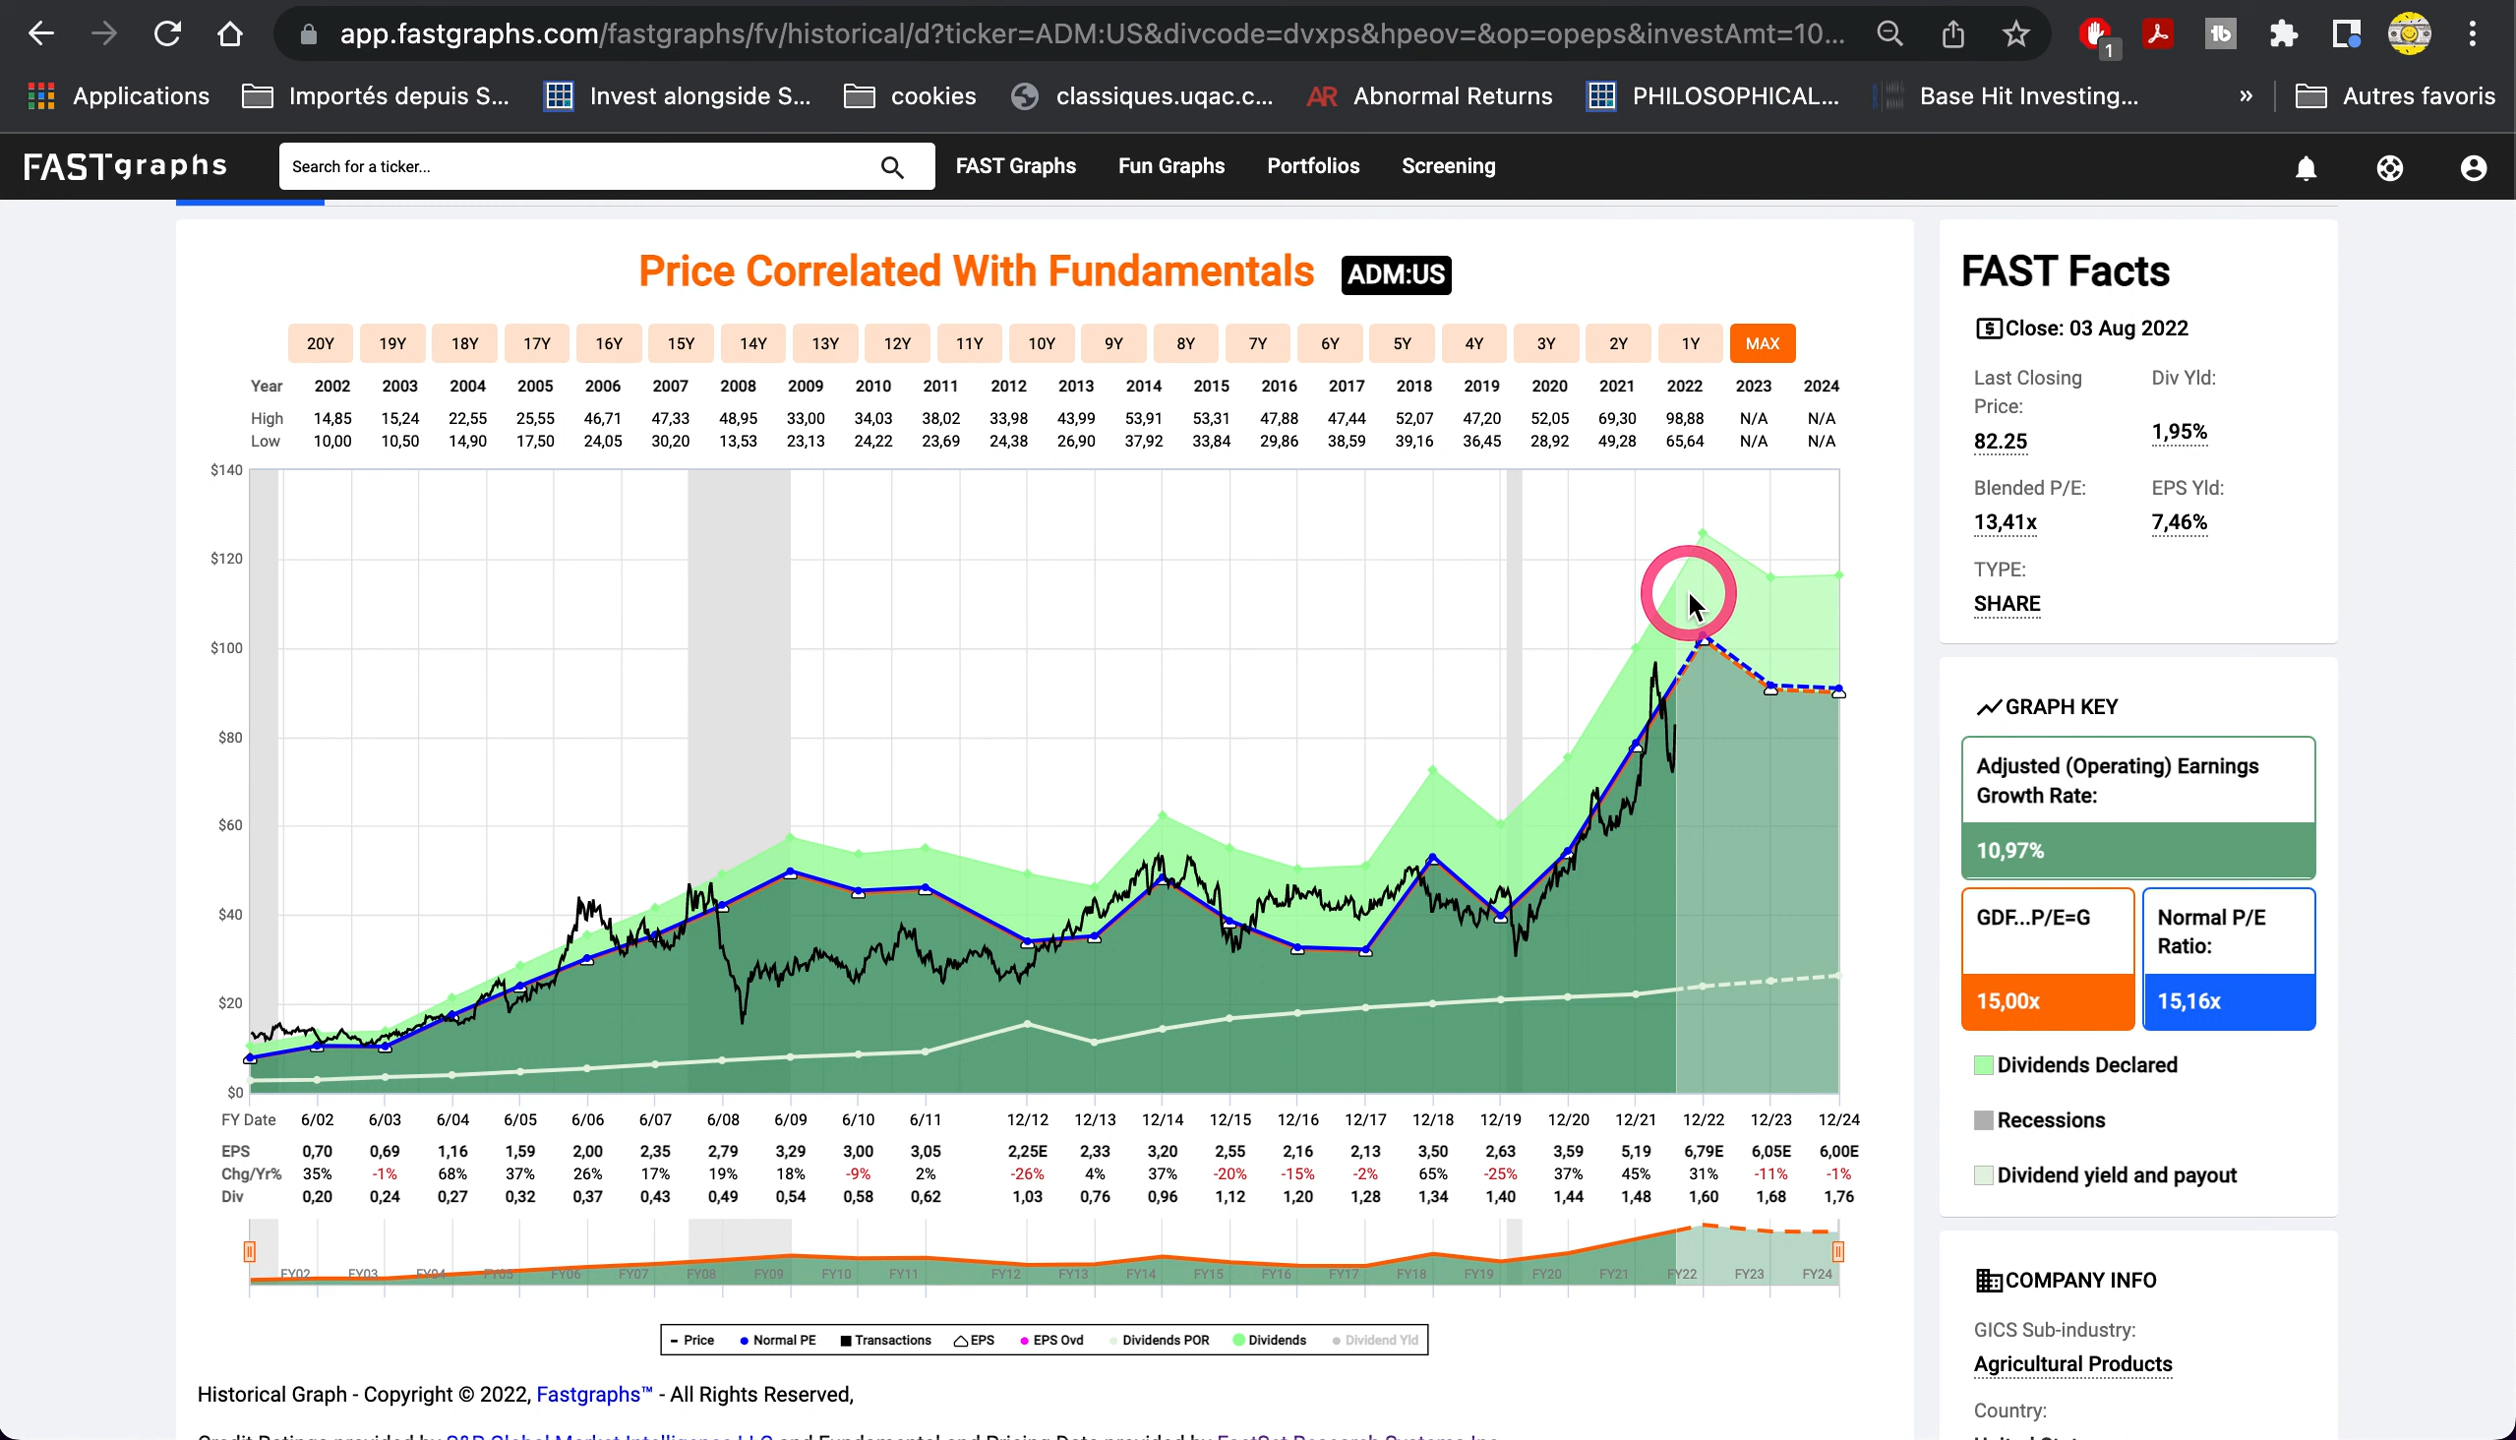 app.fastgraphs.com/fastgraphs/fv/historical/d?ticker=ADM:US&divcode=dvxps&hpeov=&op=opeps&investAmt=10...
1
Applications Importés depuis S... Invest alongside S... cookies classiques.uqac.c... AR Abnormal Returns PHILOSOPHICAL... Base Hit Investing... » Autres favoris
FASTgraphs Search for a ticker... FAST Graphs Fun Graphs Portfolios Screening
Price Correlated With Fundamentals ADM:US
20Y 19Y 18Y 17Y 16Y 15Y 14Y 13Y 12Y 11Y 10Y 9Y 8Y 7Y 6Y 5Y 4Y 3Y 2Y 1Y MAX
Year 2002 2003 2004 2005 2006 2007 2008 2009 2010 2011 2012 2013 2014 2015 2016 2017 2018 2019 2020 2021 2022 2023 2024
High 14,85 15,24 22,55 25,55 46,71 47,33 48,95 33,00 34,03 38,02 33,98 43,99 53,91 53,31 47,88 47,44 52,07 47,20 52,05 69,30 98,88 N/A N/A
Low 10,00 10,50 14,90 17,50 24,05 30,20 13,53 23,13 24,22 23,69 24,38 26,90 37,92 33,84 29,86 38,59 39,16 36,45 28,92 49,28 65,64 N/A N/A
$140
$120
$100
$80
$60
$40
$20
$0
FY Date 6/02 6/03 6/04 6/05 6/06 6/07 6/08 6/09 6/10 6/11 12/12 12/13 12/14 12/15 12/16 12/17 12/18 12/19 12/20 12/21 12/22 12/23 12/24
EPS 0,70 0,69 1,16 1,59 2,00 2,35 2,79 3,29 3,00 3,05 2,25E 2,33 3,20 2,55 2,16 2,13 3,50 2,63 3,59 5,19 6,79E 6,05E 6,00E
Chg/Yr% 35% -1% 68% 37% 26% 17% 19% 18% -9% 2% -26% 4% 37% -20% -15% -2% 65% -25% 37% 45% 31% -11% -1%
Div 0,20 0,24 0,27 0,32 0,37 0,43 0,49 0,54 0,58 0,62 1,03 0,76 0,96 1,12 1,20 1,28 1,34 1,40 1,44 1,48 1,60 1,68 1,76
FY02 FY03 FY04 FY05 FY06 FY07 FY08 FY09 FY10 FY11 FY12 FY13 FY14 FY15 FY16 FY17 FY18 FY19 FY20 FY21 FY22 FY23 FY24
Price Normal PE Transactions EPS EPS Ovd Dividends POR Dividends Dividend Yld
Historical Graph - Copyright © 2022, Fastgraphs™ - All Rights Reserved,
Credit Ratings provided by S&P Global Market Intelligence LLC and Fundamental and Pricing Data provided by FactSet Research Systems Inc.
FAST Facts
Close: 03 Aug 2022
Last Closing Price: Div Yld:
82.25 1,95%
Blended P/E: EPS Yld:
13,41x 7,46%
TYPE:
SHARE
GRAPH KEY
Adjusted (Operating) Earnings
Growth Rate:
10,97%
GDF...P/E=G Normal P/E Ratio:
15,00x 15,16x
Dividends Declared
Recessions
Dividend yield and payout
COMPANY INFO
GICS Sub-industry:
Agricultural Products
Country: